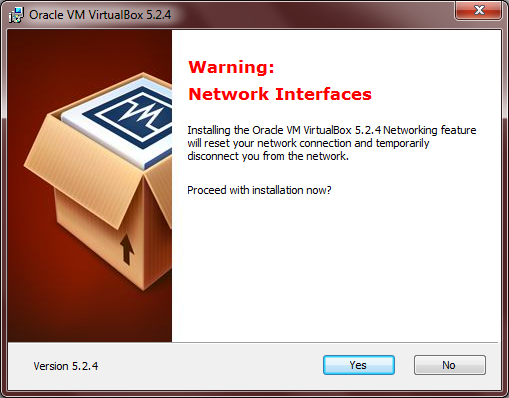 Oracle VM VirtualBox 5.2.4
Warning:
Network Interfaces
Installing the Oracle VM VirtualBox 5.2.4 Networking feature
will reset your network connection and temporarily
disconnect you from the network.
Proceed with installation now?
Version 5.2.4
Yes
No